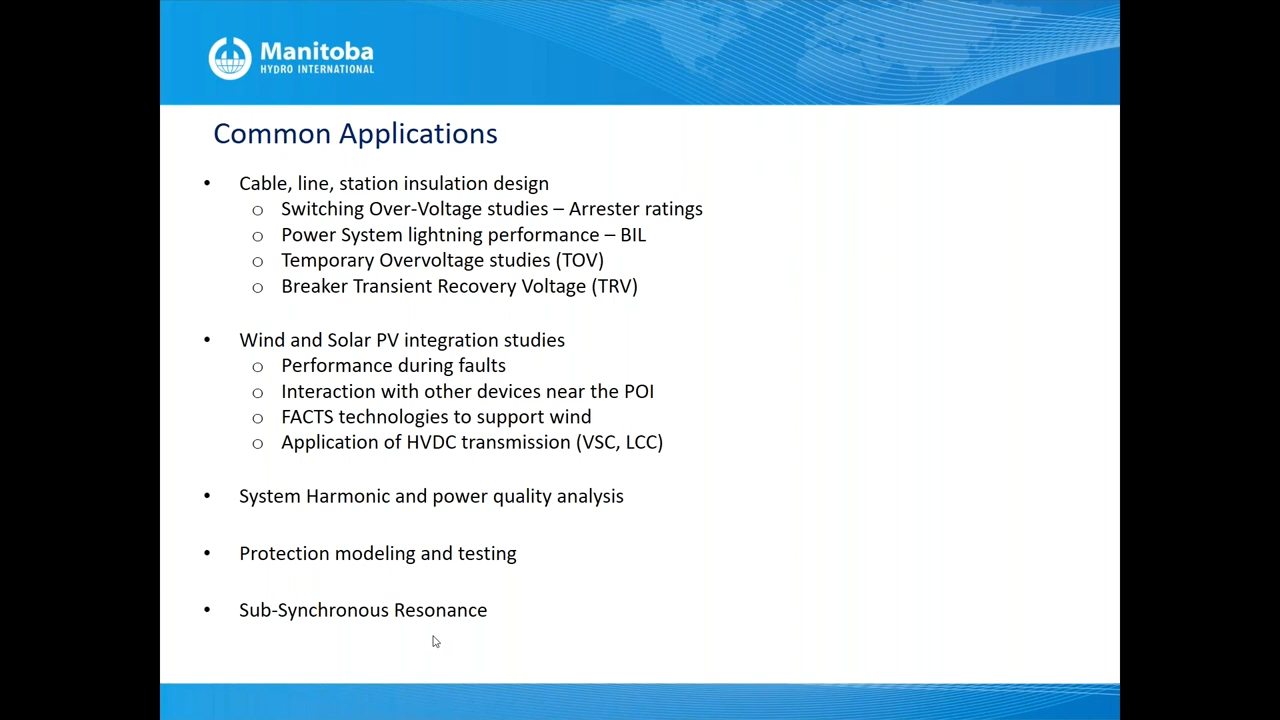 Manitoba
HYDRO INTERNATIONAL
Common Applications
• Cable, line, station insulation design
o Switching Over-Voltage studies – Arrester ratings
o Power System lightning performance – BIL
o Temporary Overvoltage studies (TOV)
o Breaker Transient Recovery Voltage (TRV)
• Wind and Solar PV integration studies
o Performance during faults
o Interaction with other devices near the POI
o FACTS technologies to support wind
o Application of HVDC transmission (VSC, LCC)
• System Harmonic and power quality analysis
• Protection modeling and testing
• Sub-Synchronous Resonance